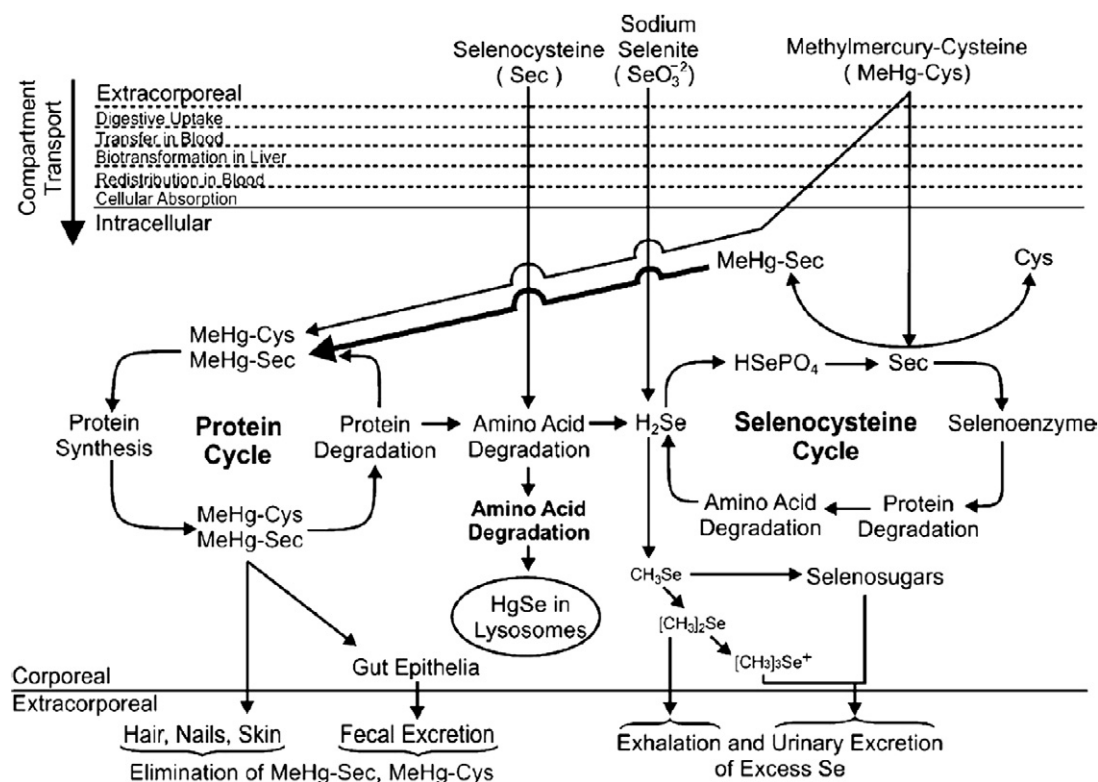 Selenocysteine
( Sec )
Sodium
Selenite
( SeO₃⁻² )
Methylmercury-Cysteine
( MeHg-Cys)
Compartment
Transport
Extracorporeal
Digestive Uptake
Transfer in Blood
Biotransformation in Liver
Redistribution in Blood
Cellular Absorption
Intracellular
MeHg-Sec
Cys
MeHg-Cys
MeHg-Sec
HSePO₄
Sec
Protein
Synthesis
Protein
Cycle
Protein
Degradation
Amino Acid
Degradation
H₂Se
Selenocysteine
Cycle
Selenoenzyme
MeHg-Cys
MeHg-Sec
Amino Acid
Degradation
Amino Acid
Degradation
Protein
Degradation
HgSe in
Lysosomes
CH₃Se
Selenosugars
[CH₃]₂Se
[CH₃]₃Se⁺
Gut Epithelia
Corporeal
Extracorporeal
Hair, Nails, Skin
Fecal Excretion
Elimination of MeHg-Sec, MeHg-Cys
Exhalation and Urinary Excretion
of Excess Se